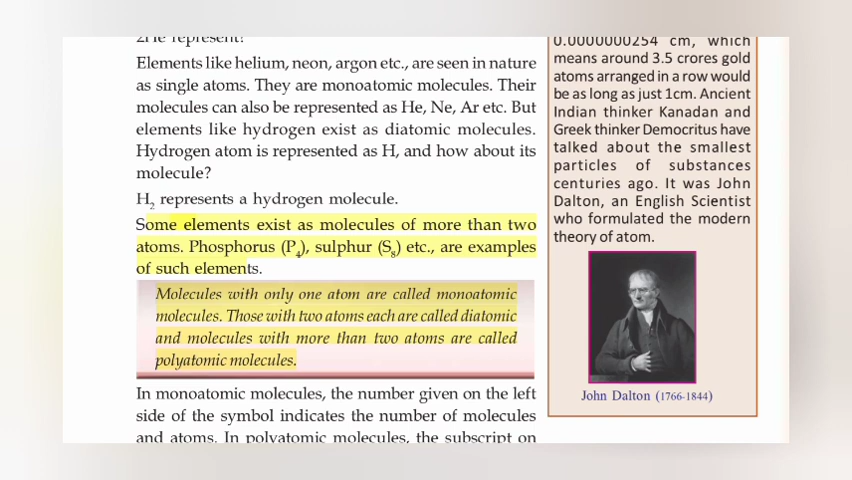 2He represent?
Elements like helium, neon, argon etc., are seen in nature
as single atoms. They are monoatomic molecules. Their
molecules can also be represented as He, Ne, Ar etc. But
elements like hydrogen exist as diatomic molecules.
Hydrogen atom is represented as H, and how about its
molecule?
H₂ represents a hydrogen molecule.
Some elements exist as molecules of more than two
atoms. Phosphorus (P₄), sulphur (S₈) etc., are examples
of such elements.
Molecules with only one atom are called monoatomic
molecules. Those with two atoms each are called diatomic
and molecules with more than two atoms are called
polyatomic molecules.
In monoatomic molecules, the number given on the left
side of the symbol indicates the number of molecules
and atoms. In polyatomic molecules, the subscript on
0.0000000254 cm, which
means around 3.5 crores gold
atoms arranged in a row would
be as long as just 1cm. Ancient
Indian thinker Kanadan and
Greek thinker Democritus have
talked about the smallest
particles of substances
centuries ago. It was John
Dalton, an English Scientist
who formulated the modern
theory of atom.
John Dalton (1766-1844)